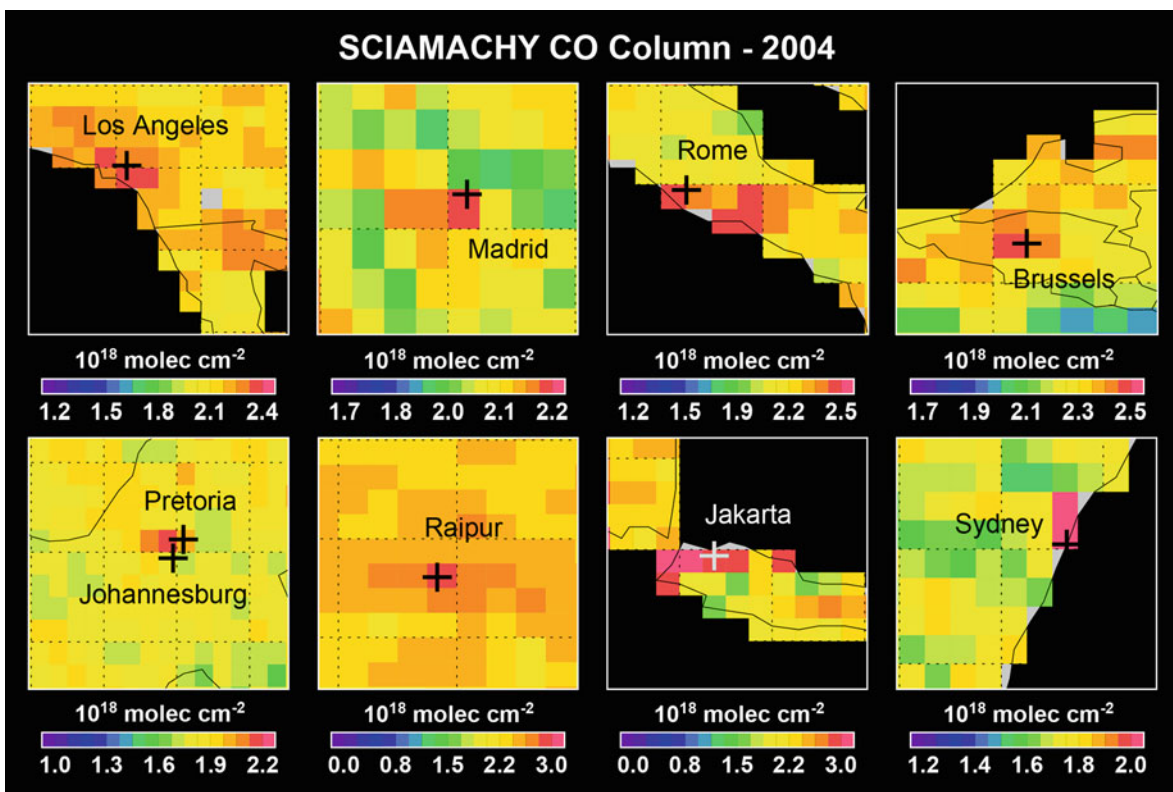 SCIAMACHY CO Column - 2004
Los Angeles
Madrid
Rome
Brussels
10¹⁸ molec cm⁻² 10¹⁸ molec cm⁻² 10¹⁸ molec cm⁻² 10¹⁸ molec cm⁻²
1.2 1.5 1.8 2.1 2.4 1.7 1.8 2.0 2.1 2.2 1.2 1.5 1.9 2.2 2.5 1.7 1.9 2.1 2.3 2.5
Pretoria
Johannesburg
Raipur
Jakarta
Sydney
10¹⁸ molec cm⁻² 10¹⁸ molec cm⁻² 10¹⁸ molec cm⁻² 10¹⁸ molec cm⁻²
1.0 1.3 1.6 1.9 2.2 0.0 0.8 1.5 2.2 3.0 0.0 0.8 1.5 2.2 3.0 1.2 1.4 1.6 1.8 2.0